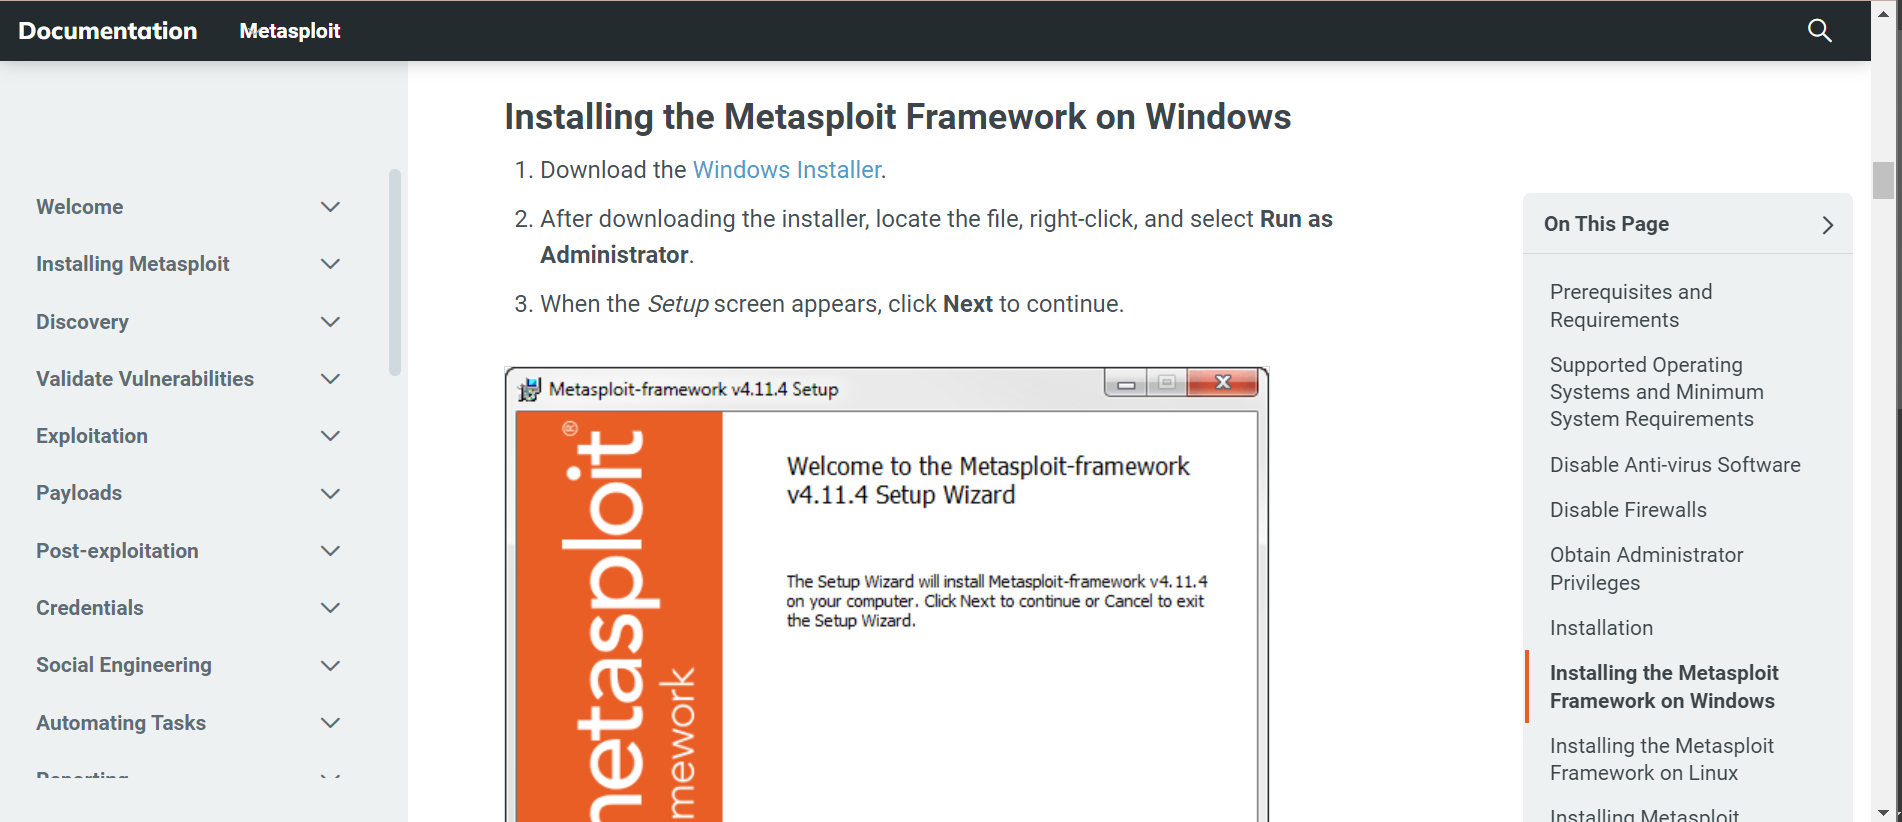 Documentation
Metasploit
Welcome
Installing Metasploit
Discovery
Validate Vulnerabilities
Exploitation
Payloads
Post-exploitation
Credentials
Social Engineering
Automating Tasks
Reporting
Installing the Metasploit Framework on Windows
1. Download the Windows Installer.
2. After downloading the installer, locate the file, right-click, and select Run as
Administrator.
3. When the Setup screen appears, click Next to continue.
Metasploit-framework v4.11.4 Setup
metasploit®
Welcome to the Metasploit-framework
v4.11.4 Setup Wizard
The Setup Wizard will install Metasploit-framework v4.11.4
on your computer. Click Next to continue or Cancel to exit
the Setup Wizard.
On This Page
Prerequisites and
Requirements
Supported Operating
Systems and Minimum
System Requirements
Disable Anti-virus Software
Disable Firewalls
Obtain Administrator
Privileges
Installation
Installing the Metasploit
Framework on Windows
Installing the Metasploit
Framework on Linux
Installing Metasploit